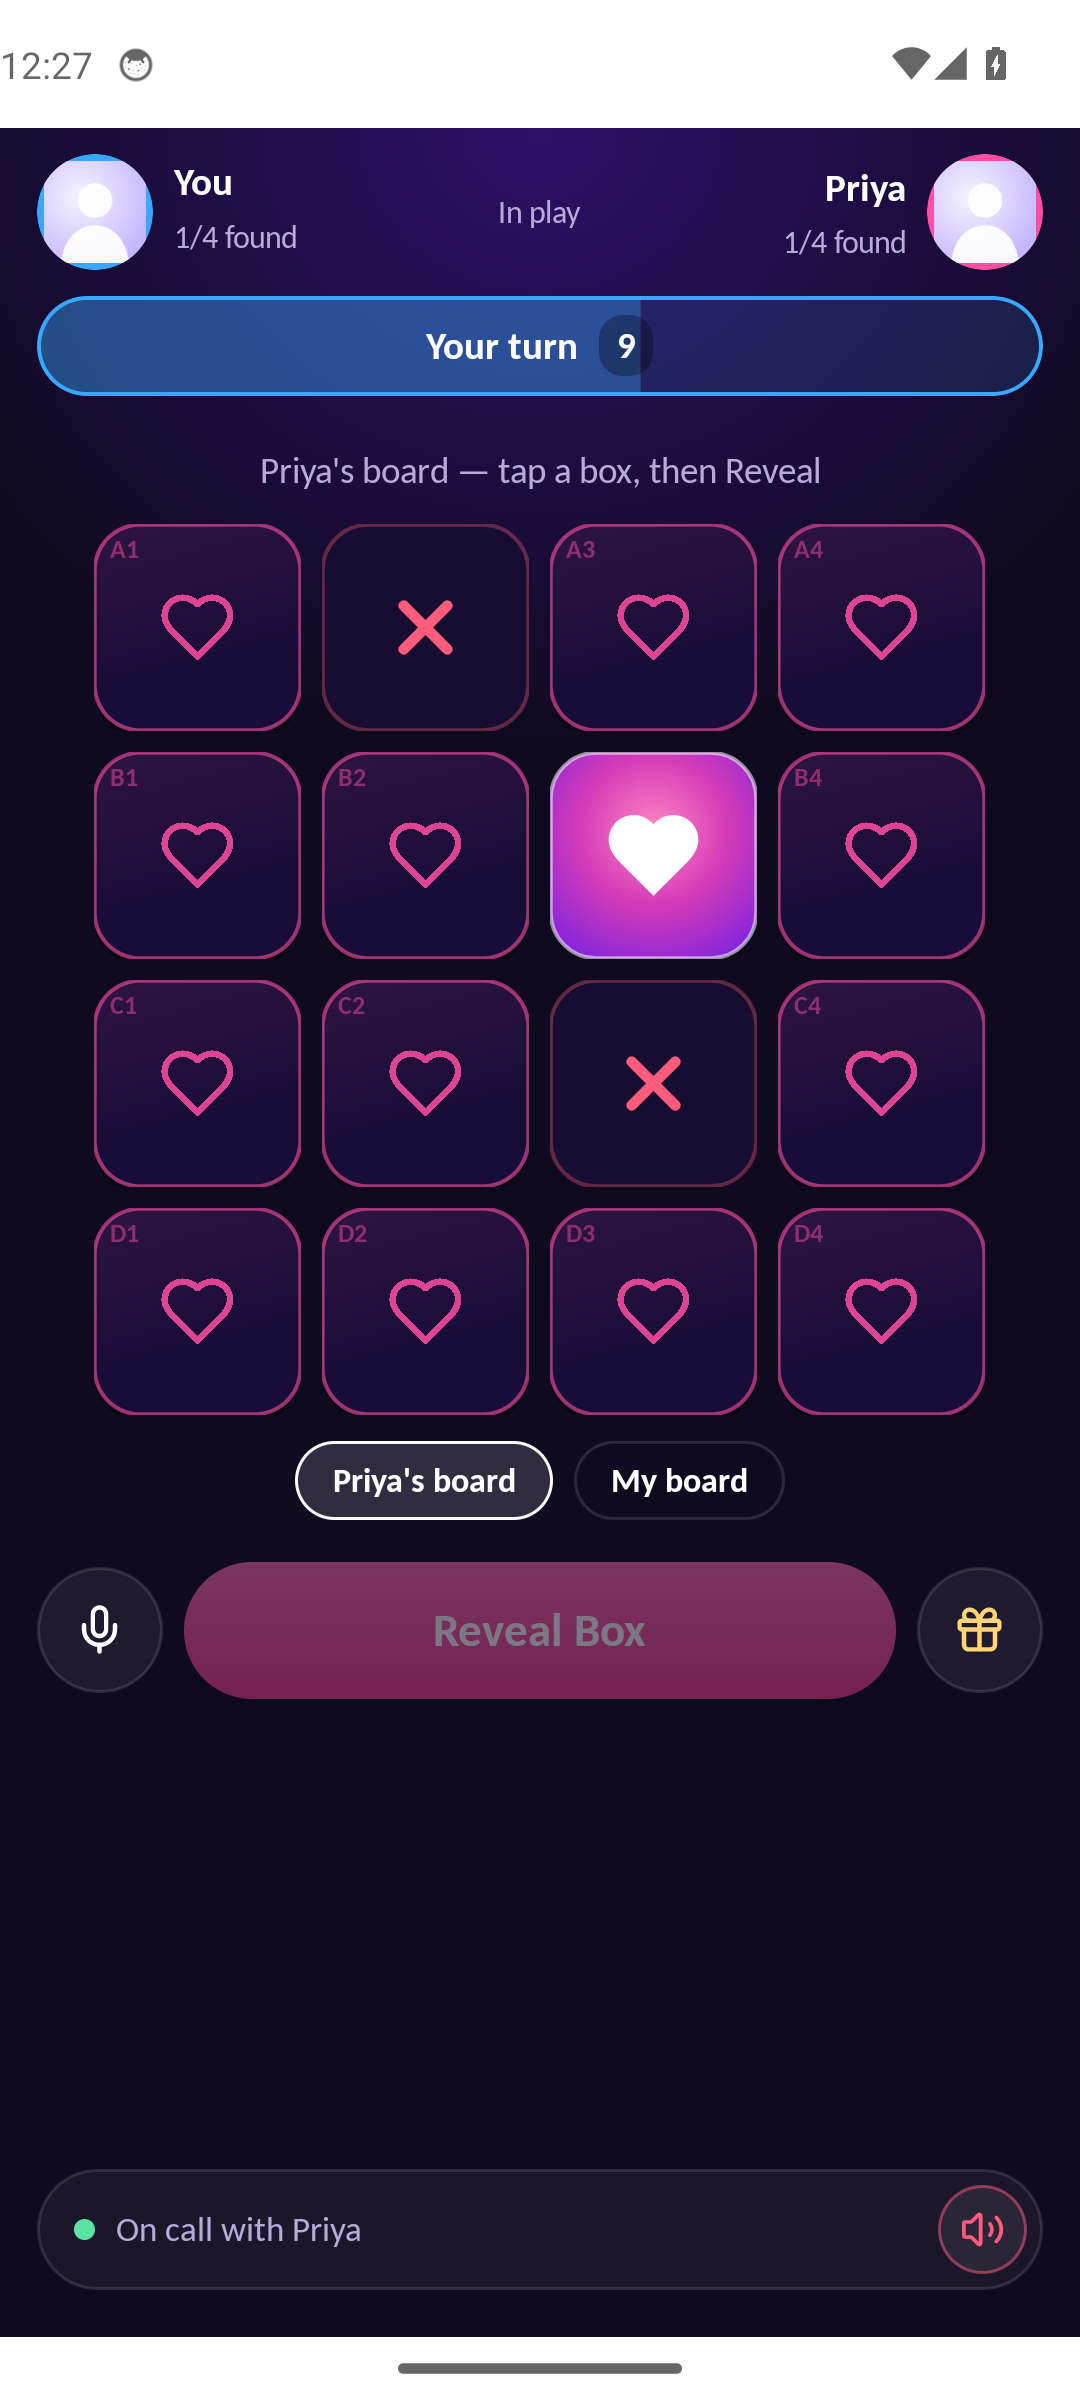 12:27
You
1/4 found
In play
Priya
1/4 found
Your turn 9
Priya's board — tap a box, then Reveal
A1 A3 A4
B1 B2 B4
C1 C2 C4
D1 D2 D3 D4
Priya's board My board
Reveal Box
On call with Priya